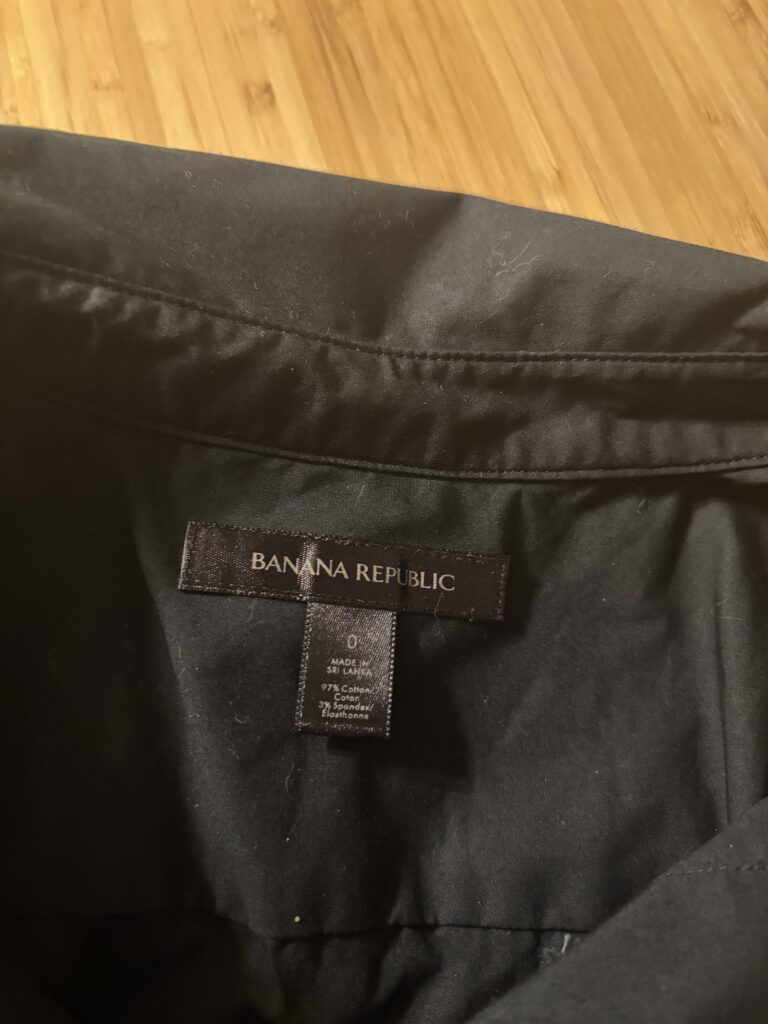 BANANA REPUBLIC
0
MADE IN
SRI LANKA
97% Cotton/
Coton
3% Spandex/
Elasthanne